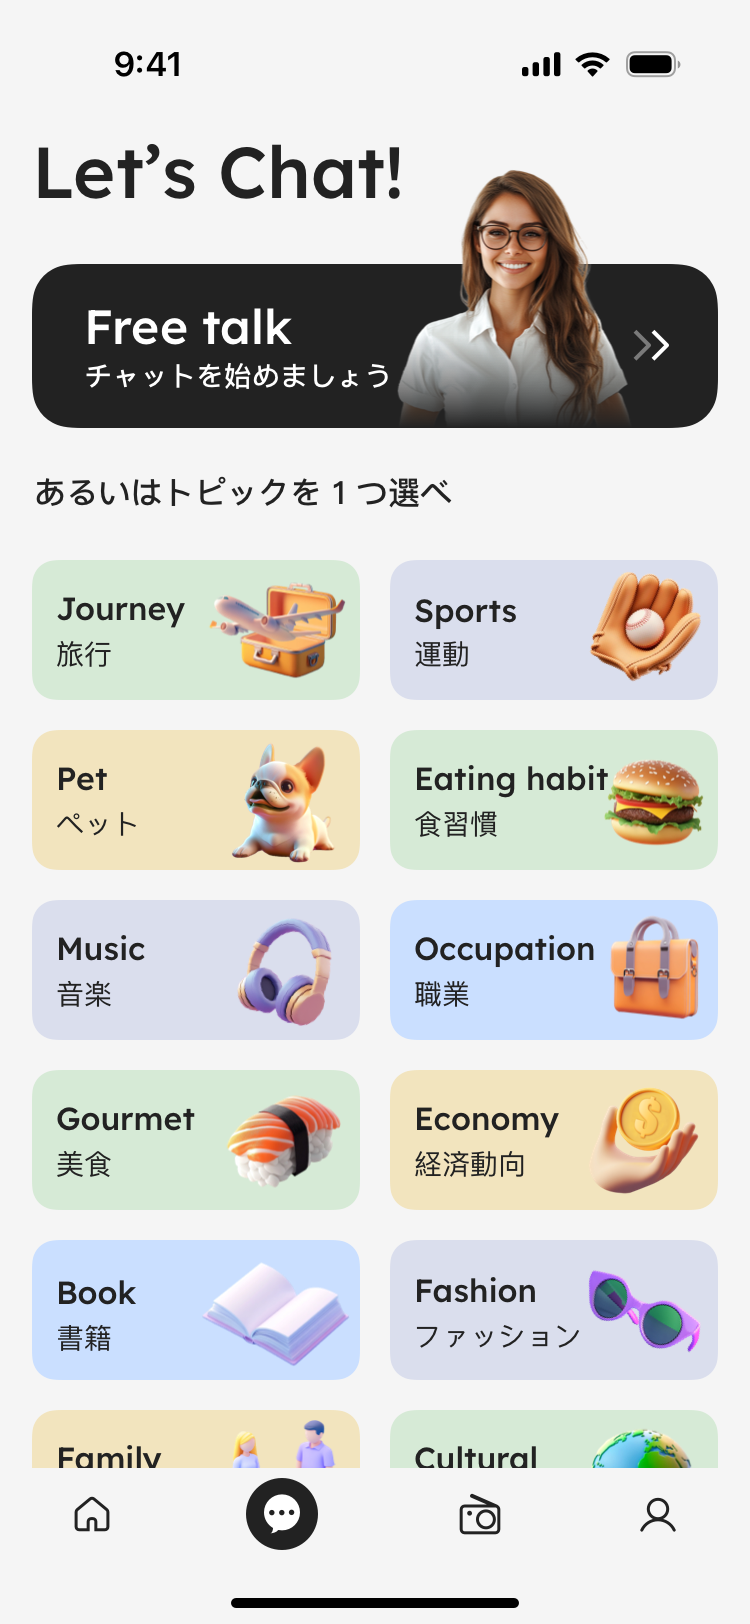 9:41
Let’s Chat!
Free talk
チャットを始めましょう
あるいはトピックを 1 つ選べ
Journey
旅行
Sports
運動
Pet
ペット
Eating habit
食習慣
Music
音楽
Occupation
職業
Gourmet
美食
Economy
経済動向
Book
書籍
Fashion
ファッション
Family
Cultural